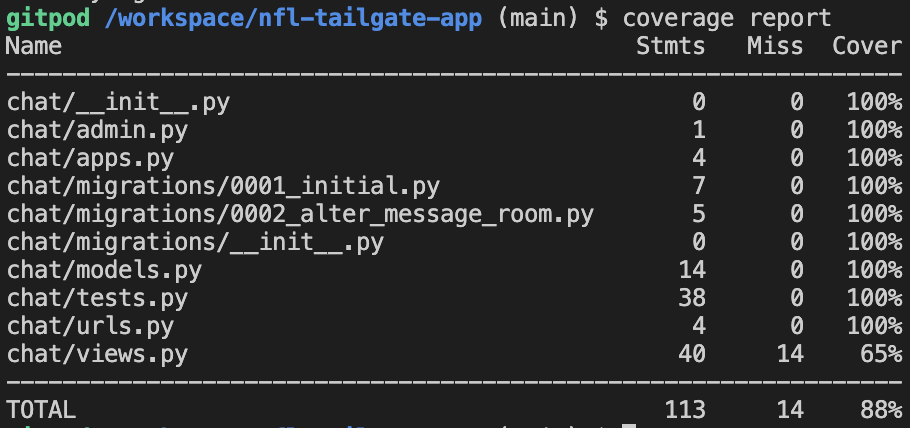 gitpod /workspace/nfl-tailgate-app (main) $ coverage report
Name Stmts Miss Cover
chat/__init__.py 0 0 100%
chat/admin.py 1 0 100%
chat/apps.py 4 0 100%
chat/migrations/0001_initial.py 7 0 100%
chat/migrations/0002_alter_message_room.py 5 0 100%
chat/migrations/__init__.py 0 0 100%
chat/models.py 14 0 100%
chat/tests.py 38 0 100%
chat/urls.py 4 0 100%
chat/views.py 40 14 65%
TOTAL 113 14 88%